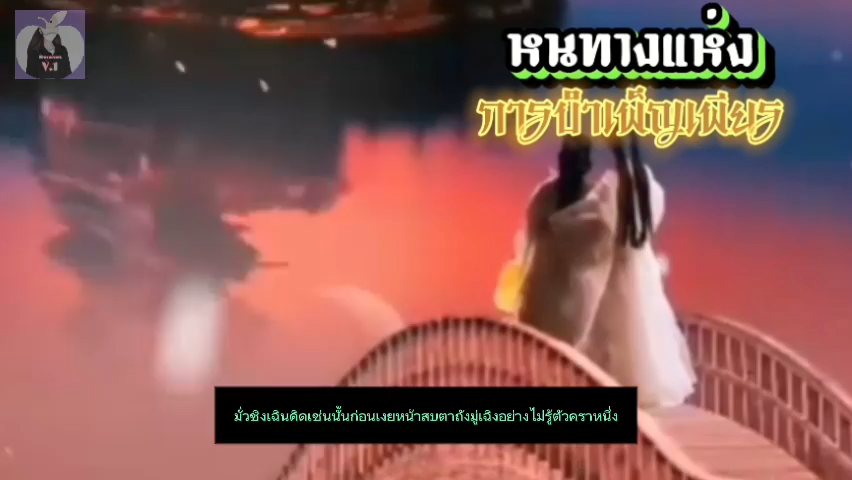 V.1
หนทางแห่ง
การบำเพ็ญเพียร
มั่วชิงเฉินคิดเช่นนั้นก่อนเงยหน้าสบตาถังมู่เฉิงอย่างไม่รู้ตัวคราหนึ่ง